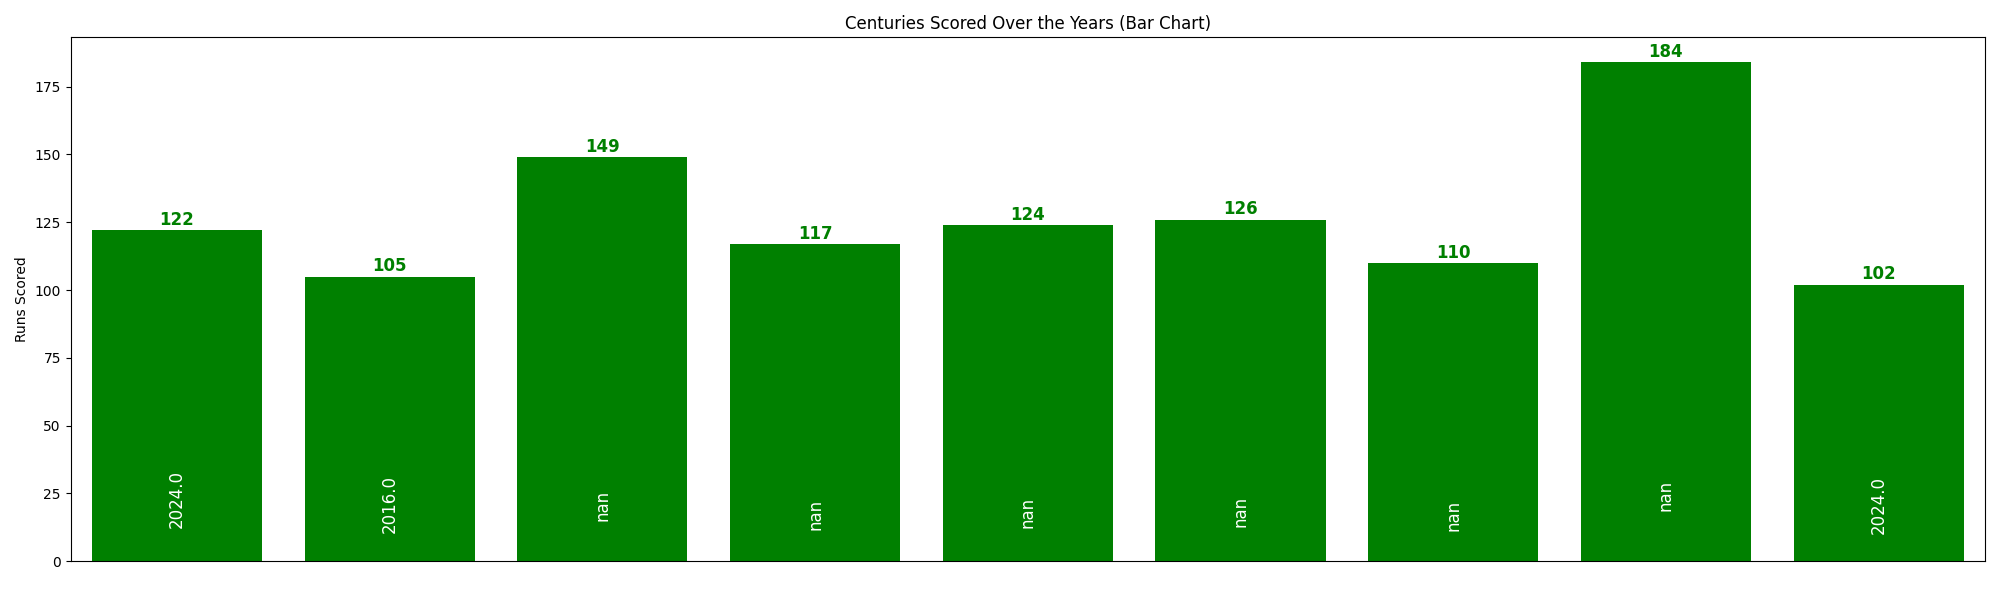 Centuries Scored Over the Years (Bar Chart)
Runs Scored
175
150
125
100
75
50
25
0
122
105
149
117
124
126
110
184
102
2024.0
2016.0
nan
nan
nan
nan
nan
nan
2024.0